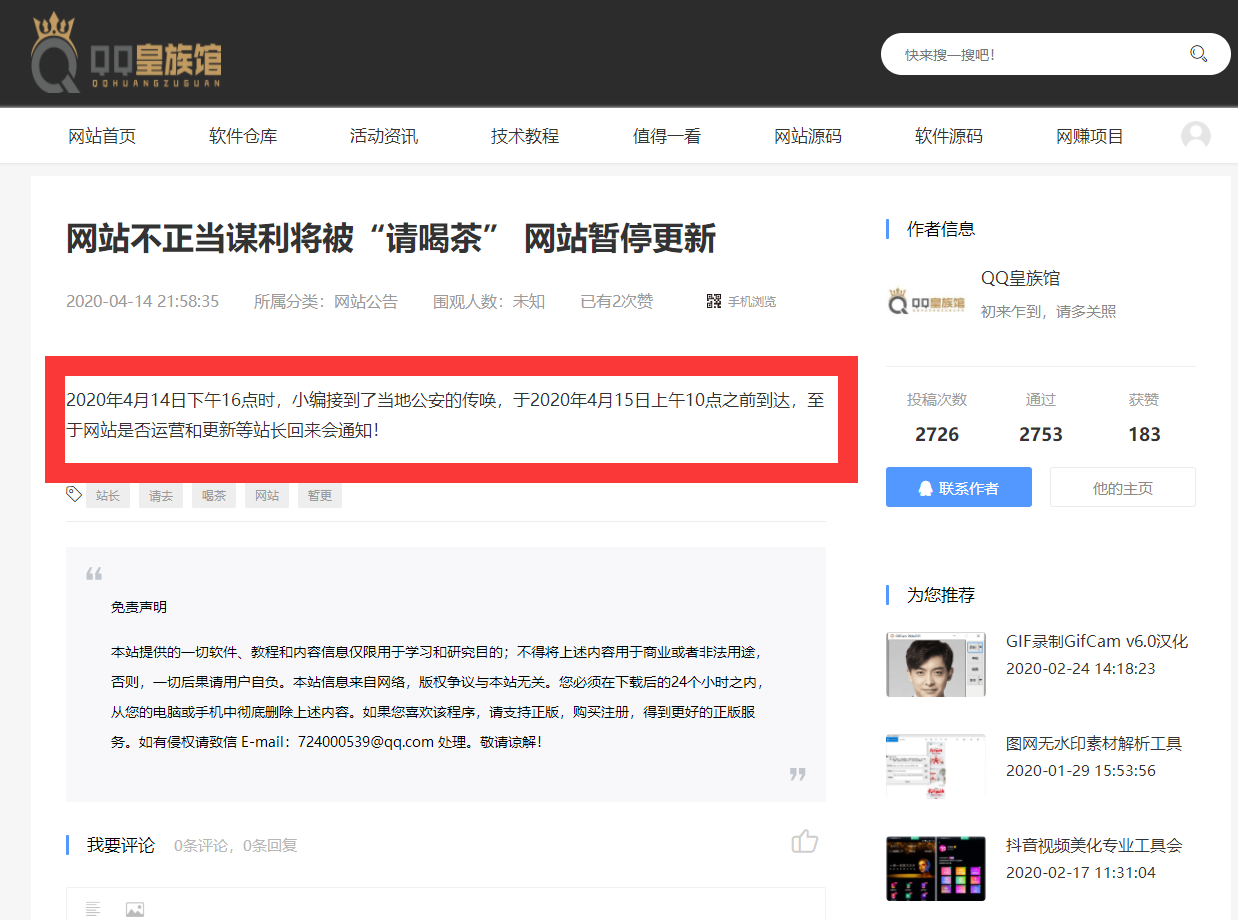 QQ皇族馆
QQHUANGZUGUAN
快来搜一搜吧！
网站首页 软件仓库 活动资讯 技术教程 值得一看 网站源码 软件源码 网赚项目
网站不正当谋利将被“请喝茶” 网站暂停更新
2020-04-14 21:58:35 所属分类：网站公告 围观人数：未知 已有2次赞 手机浏览
2020年4月14日下午16点时，小编接到了当地公安的传唤，于2020年4月15日上午10点之前到达，至
于网站是否运营和更新等站长回来会通知！
站长 请去 喝茶 网站 暂更
“
免责声明
本站提供的一切软件、教程和内容信息仅限用于学习和研究目的；不得将上述内容用于商业或者非法用途，
否则，一切后果请用户自负。本站信息来自网络，版权争议与本站无关。您必须在下载后的24个小时之内，
从您的电脑或手机中彻底删除上述内容。如果您喜欢该程序，请支持正版，购买注册，得到更好的正版服
务。如有侵权请致信 E-mail：724000539@qq.com 处理。敬请谅解！
”
我要评论 0条评论，0条回复
作者信息
QQ皇族馆
QQ皇族馆
初来乍到，请多关照
投稿次数 通过 获赞
2726 2753 183
联系作者 他的主页
为您推荐
GIF录制GifCam v6.0汉化
2020-02-24 14:18:23
图网无水印素材解析工具
2020-01-29 15:53:56
抖音视频美化专业工具会
2020-02-17 11:31:04